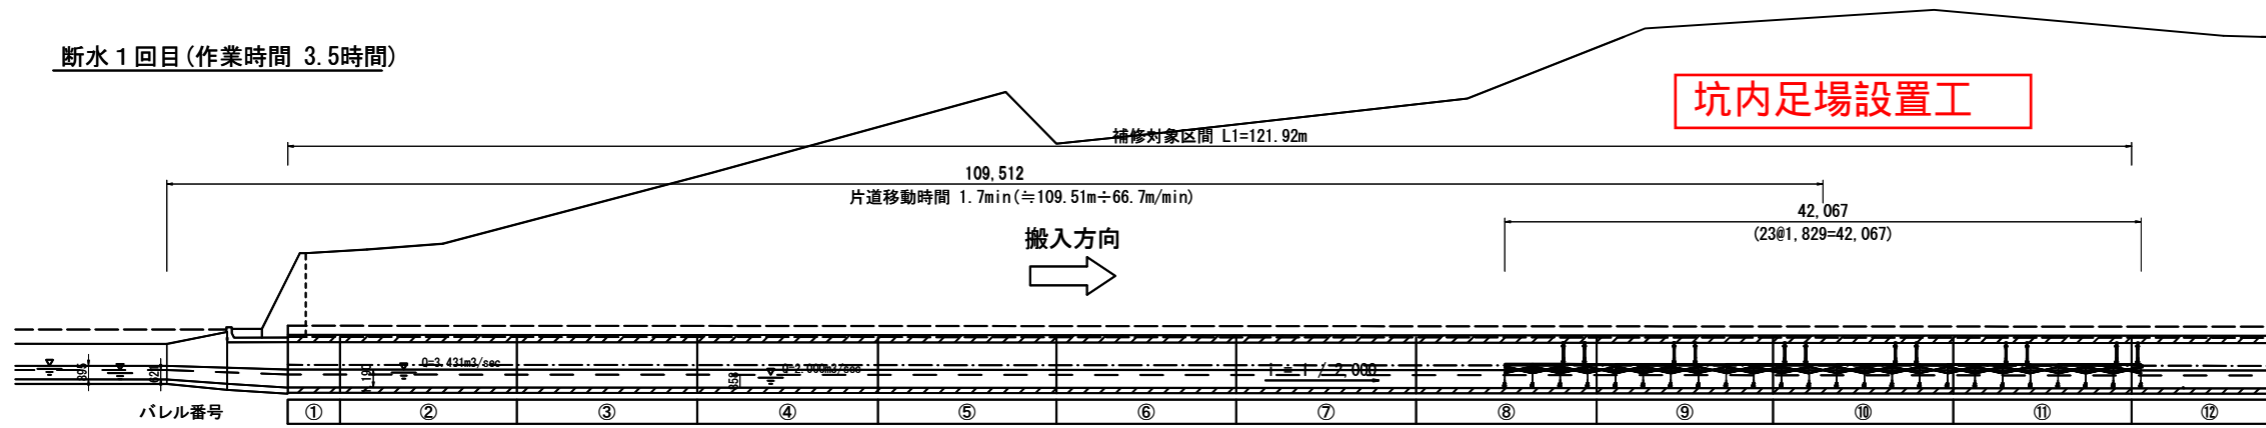 断水１回目(作業時間 3.5時間)
坑内足場設置工
補修対象区間 L1=121.92m
109,512
片道移動時間 1.7min(≒109.51m÷66.7m/min)
42,067
(23@1,829=42,067)
搬入方向
Q=3.431m3/sec
Q=2.000m3/sec
i = 1 / 2,000
895
858
バレル番号
① ② ③ ④ ⑤ ⑥ ⑦ ⑧ ⑨ ⑩ ⑪ ⑫